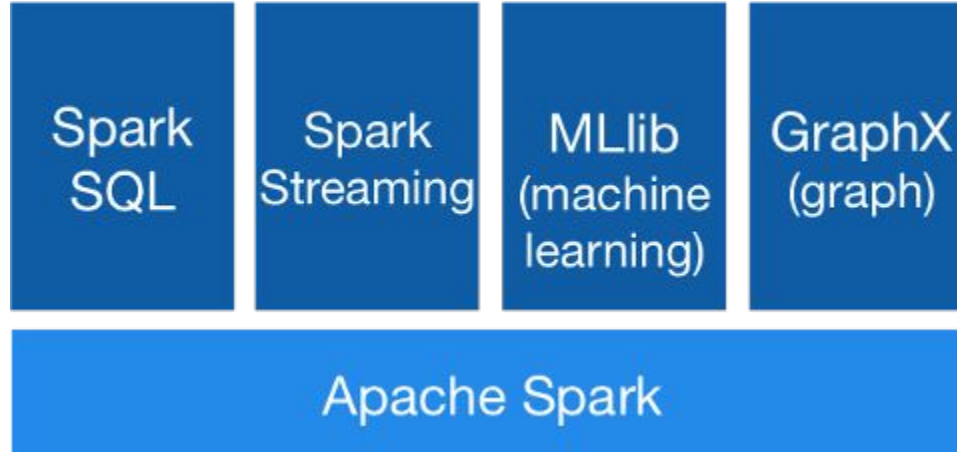 Spark
SQL
Spark
Streaming
MLlib
(machine
learning)
GraphX
(graph)
Apache Spark